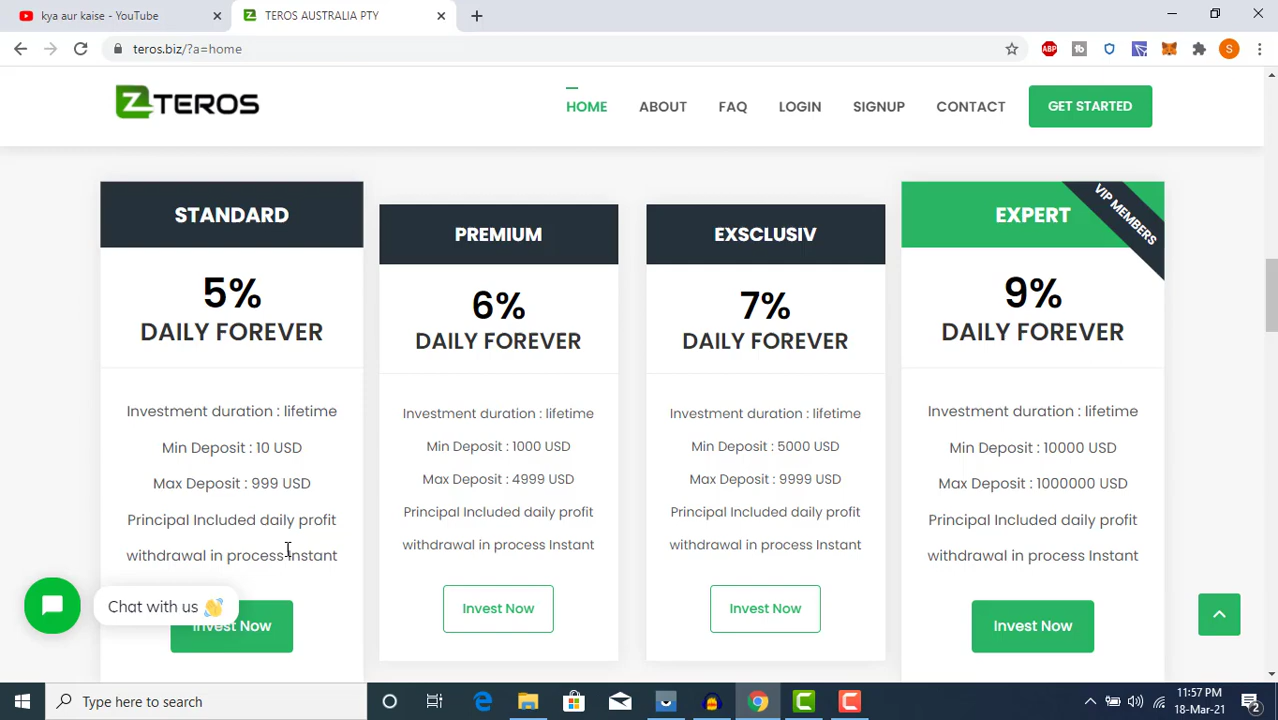 kya aur kaise - YouTube
TEROS AUSTRALIA PTY
teros.biz/?a=home
ABP
S
Z TEROS
HOME
ABOUT
FAQ
LOGIN
SIGNUP
CONTACT
GET STARTED
STANDARD
5%
DAILY FOREVER
Investment duration : lifetime
Min Deposit : 10 USD
Max Deposit : 999 USD
Principal Included daily profit
withdrawal in process Instant
Invest Now
PREMIUM
6%
DAILY FOREVER
Investment duration : lifetime
Min Deposit : 1000 USD
Max Deposit : 4999 USD
Principal Included daily profit
withdrawal in process Instant
Invest Now
EXSCLUSIV
7%
DAILY FOREVER
Investment duration : lifetime
Min Deposit : 5000 USD
Max Deposit : 9999 USD
Principal Included daily profit
withdrawal in process Instant
Invest Now
EXPERT
VIP MEMBERS
9%
DAILY FOREVER
Investment duration : lifetime
Min Deposit : 10000 USD
Max Deposit : 1000000 USD
Principal Included daily profit
withdrawal in process Instant
Invest Now
Chat with us 👋
Type here to search
11:57 PM
18-Mar-21
2